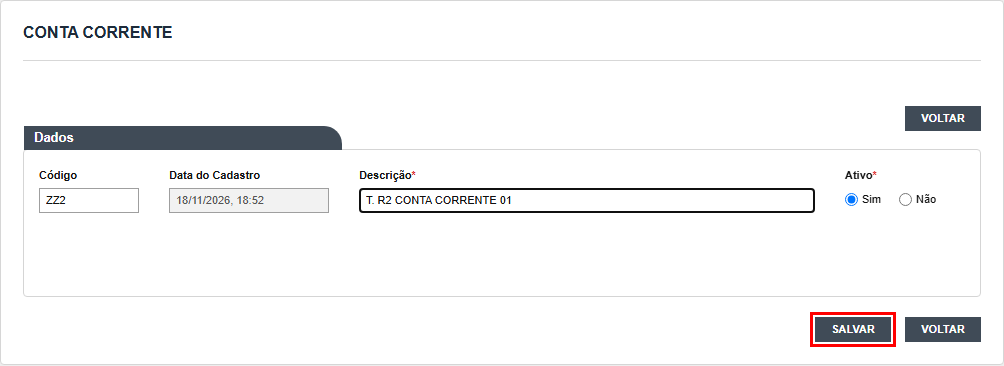 CONTA CORRENTE
VOLTAR
Dados
Código Data do Cadastro Descrição* Ativo*
ZZ2 18/11/2026, 18:52 T. R2 CONTA CORRENTE 01 Sim Não
SALVAR VOLTAR